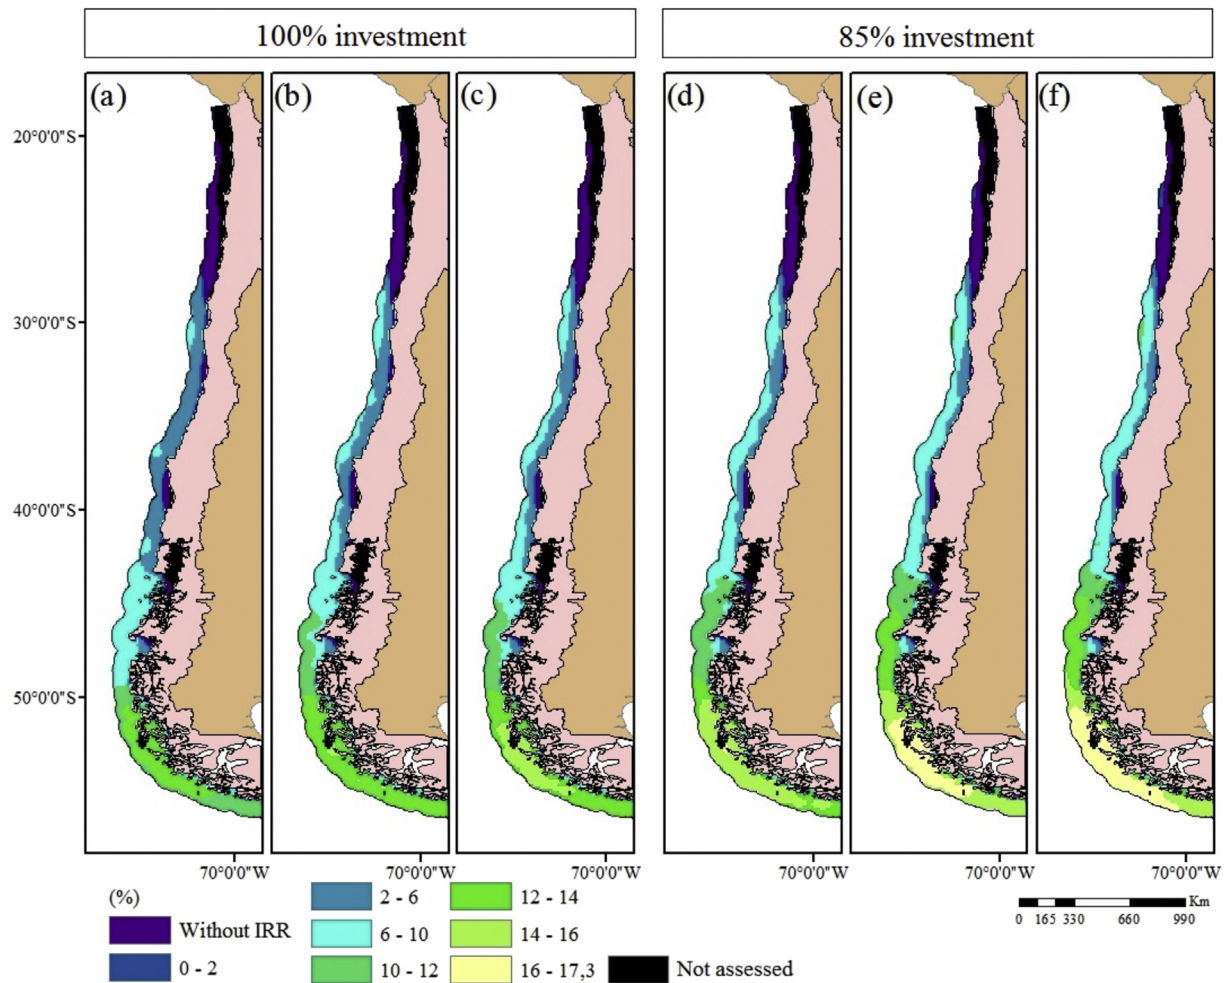 100% investment 85% investment
(a) (b) (c) (d) (e) (f)
20°0'0"S
30°0'0"S
40°0'0"S
50°0'0"S
70°0'0"W 70°0'0"W 70°0'0"W 70°0'0"W 70°0'0"W 70°0'0"W
(%) 2 - 6 12 - 14 Km
Without IRR 6 - 10 14 - 16 0 165 330 660 990
0 - 2 10 - 12 16 - 17,3 Not assessed